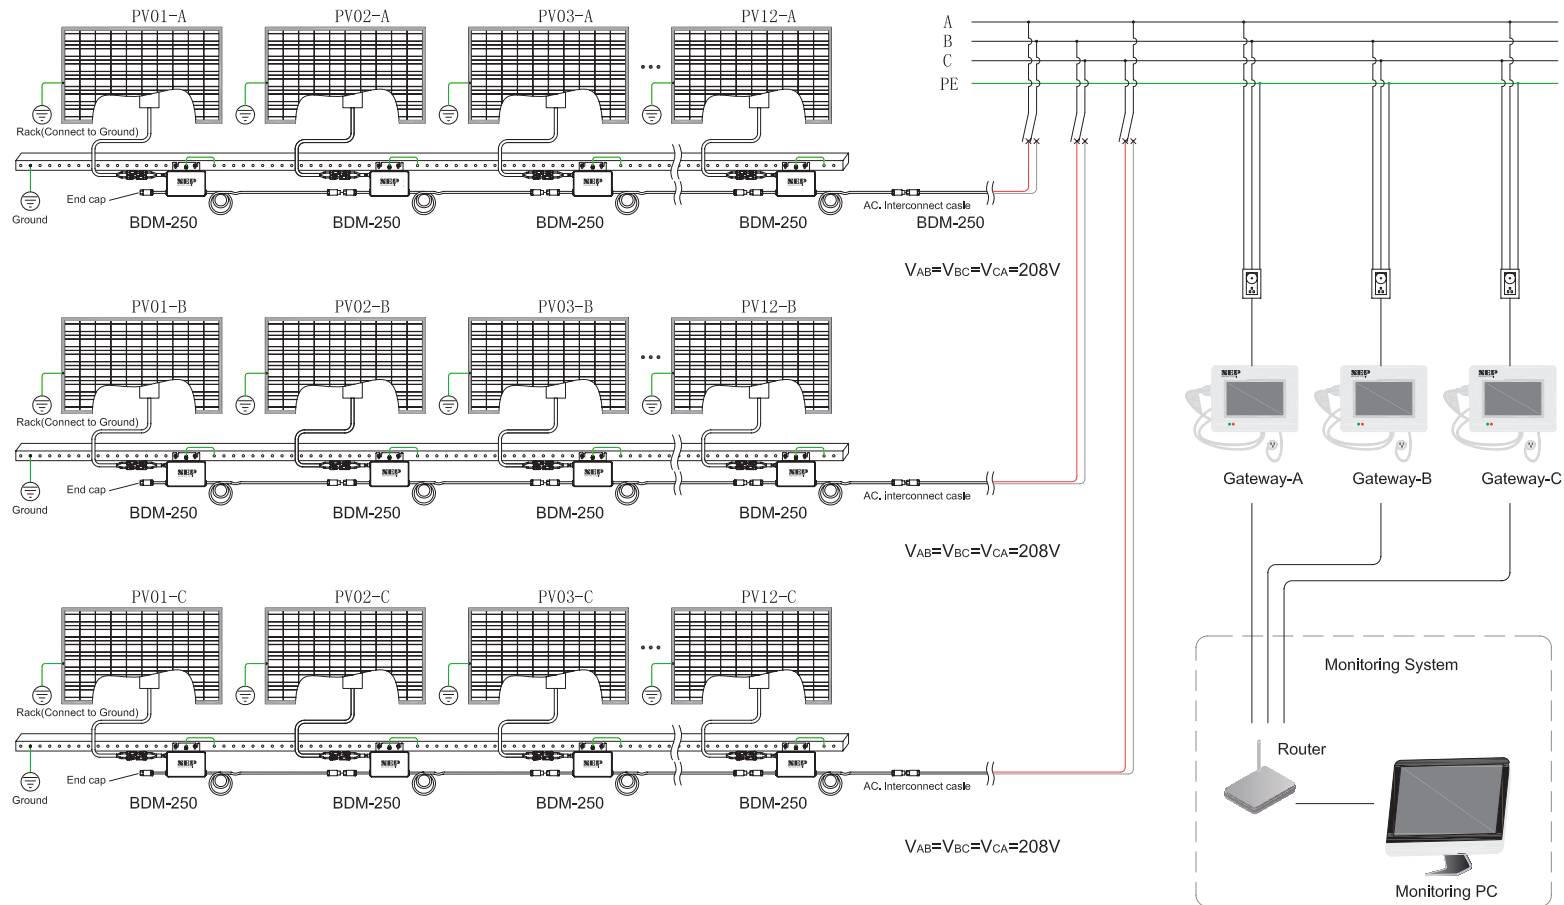 PV01-A PV02-A PV03-A PV12-A
Rack(Connect to Ground)
NEP NEP NEP NEP
End cap
Ground
AC. Interconnect casle
BDM-250 BDM-250 BDM-250 BDM-250 BDM-250
VAB=VBC=VCA=208V
PV01-B PV02-B PV03-B PV12-B
Rack(Connect to Ground)
NEP NEP NEP NEP
End cap
Ground
AC. interconnect casle
BDM-250 BDM-250 BDM-250 BDM-250
VAB=VBC=VCA=208V
PV01-C PV02-C PV03-C PV12-C
Rack(Connect to Ground)
NEP NEP NEP NEP
End cap
Ground
AC. Interconnect casle
BDM-250 BDM-250 BDM-250 BDM-250
VAB=VBC=VCA=208V
A
B
C
PE
NEP NEP NEP
Gateway-A Gateway-B Gateway-C
Monitoring System
Router
Monitoring PC